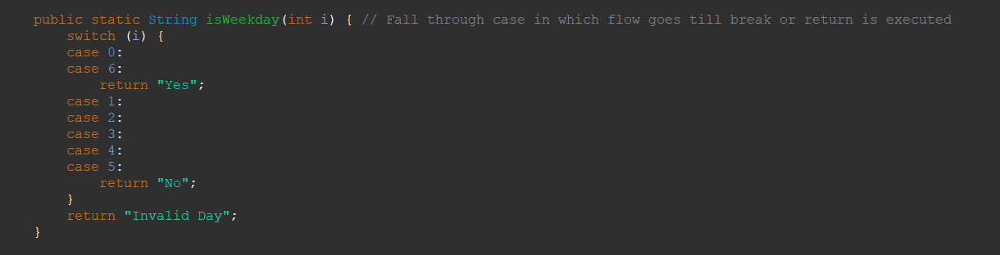 public static String isWeekday(int i) { // Fall through case in which flow goes till break or return is executed
    switch (i) {
    case 0:
    case 6:
        return "Yes";
    case 1:
    case 2:
    case 3:
    case 4:
    case 5:
        return "No";
    }
    return "Invalid Day";
}